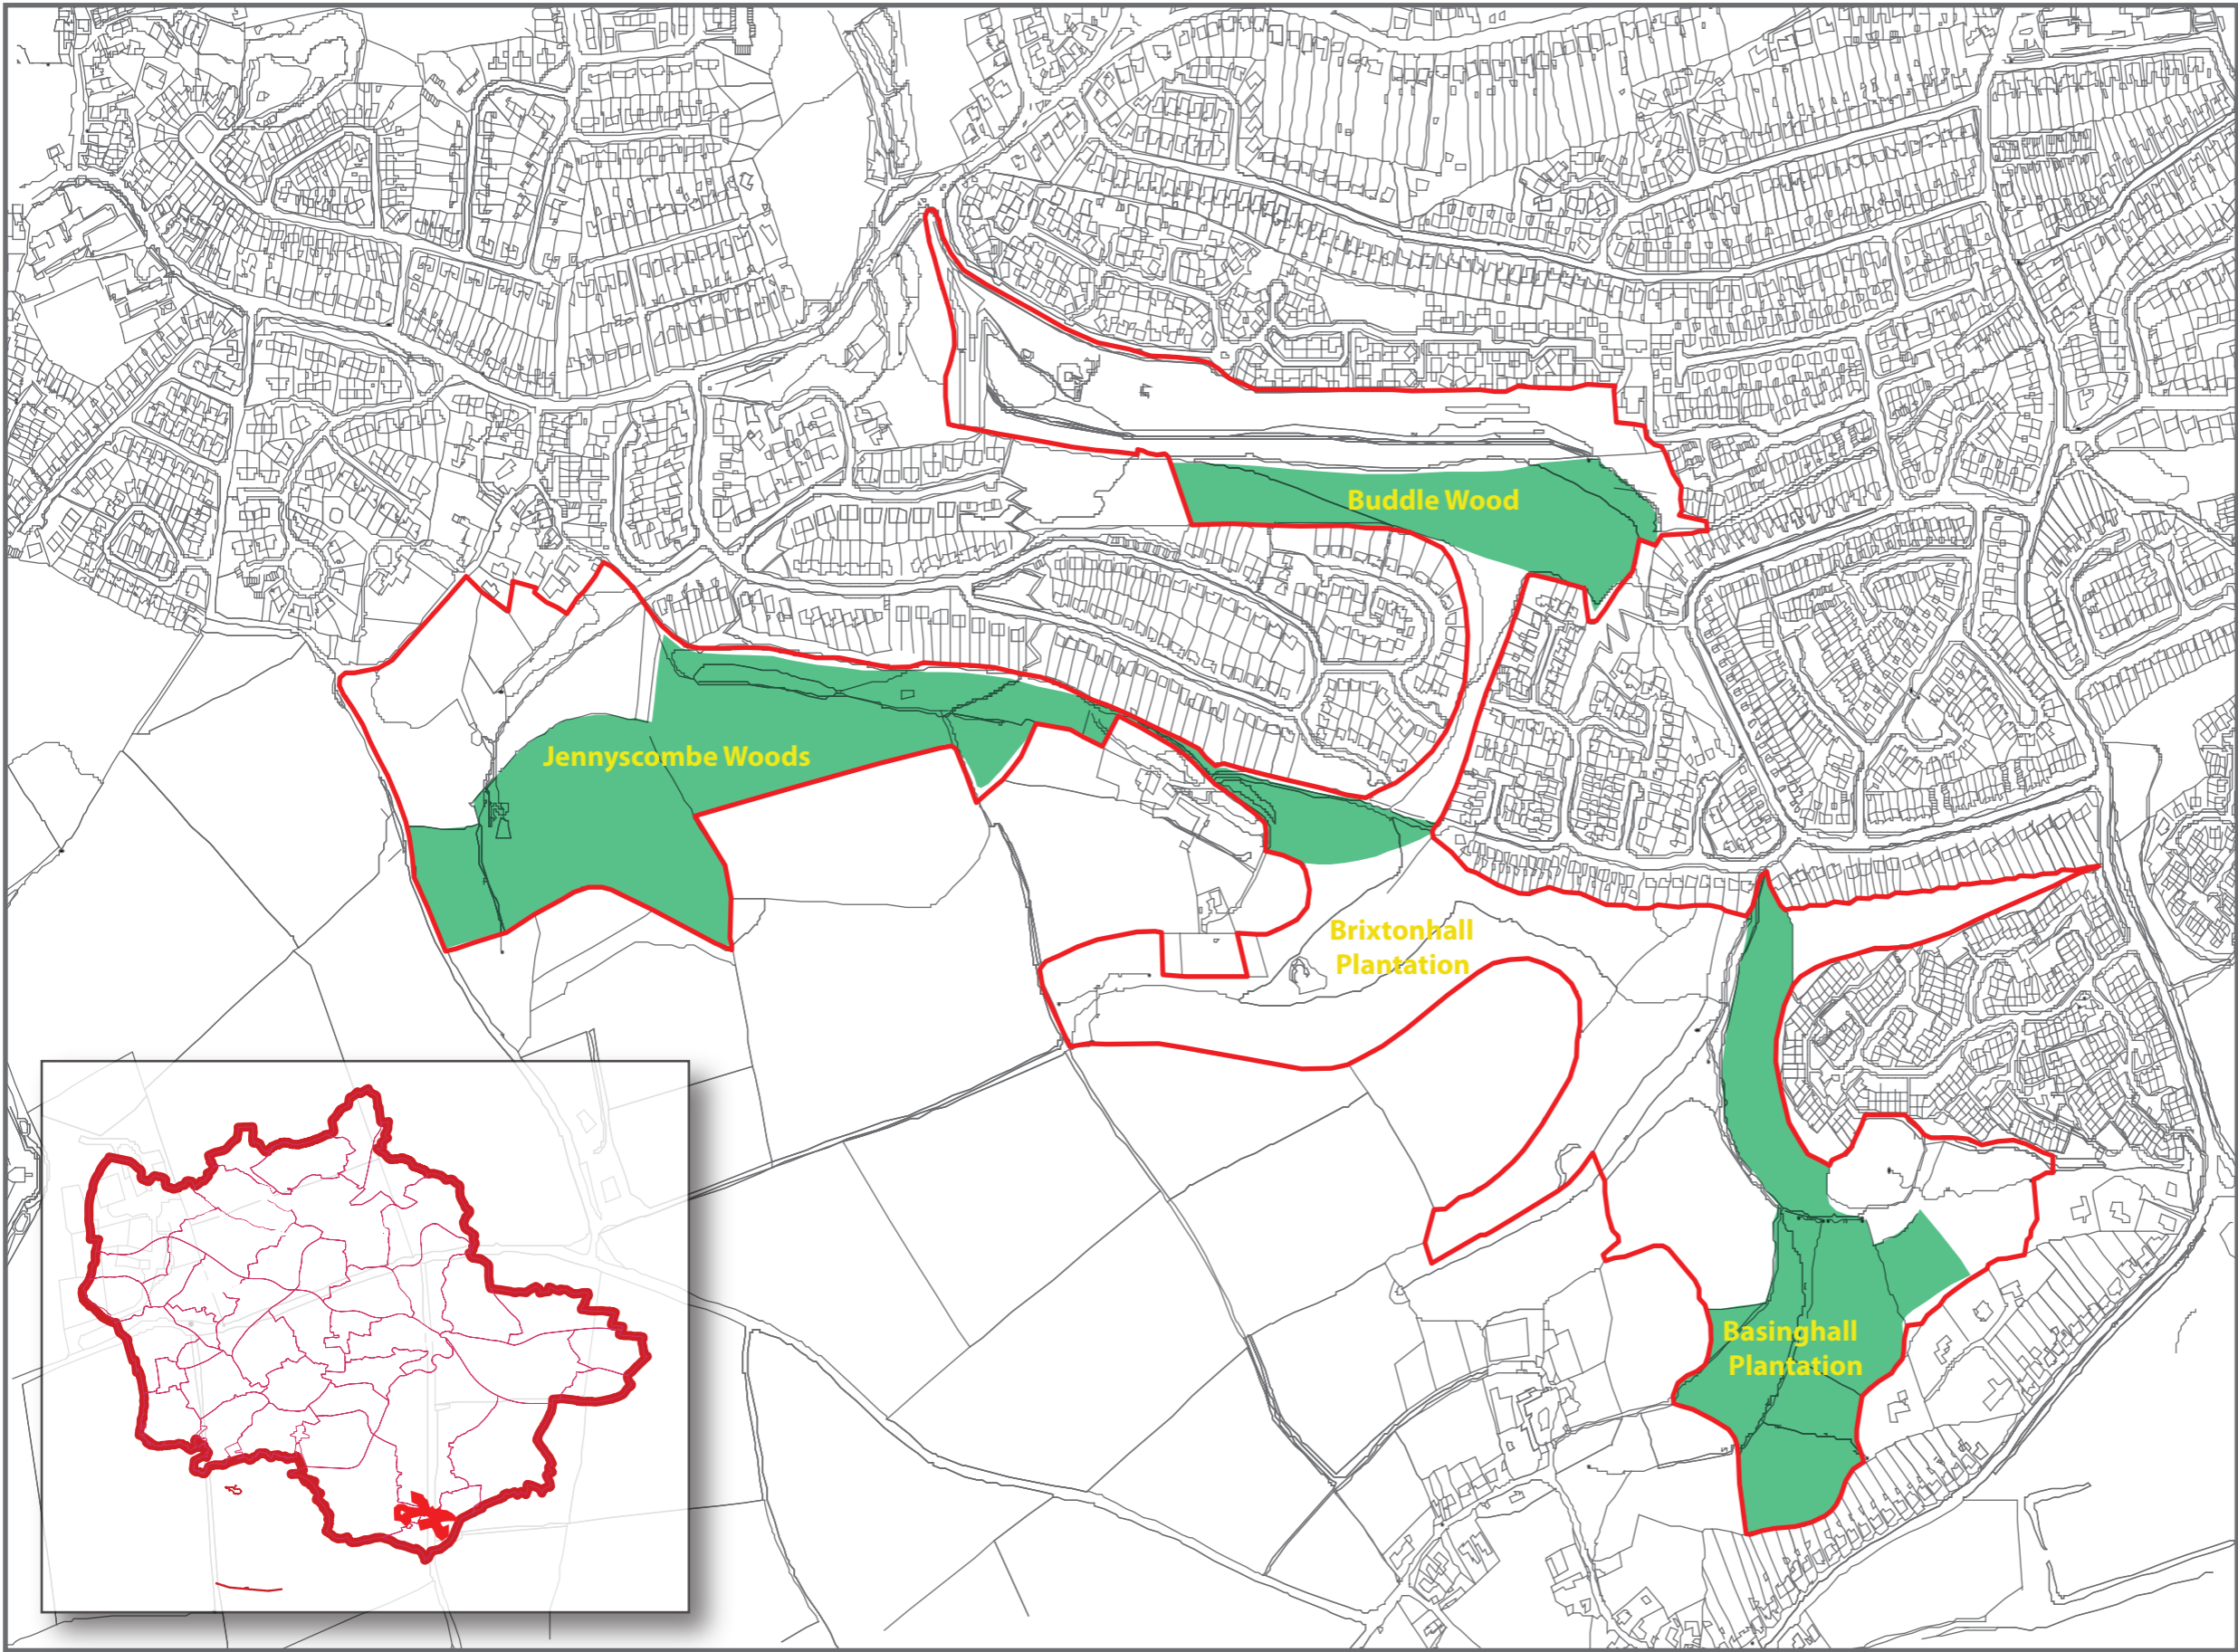 Buddle Wood
Jennyscombe Woods
Brixtonhall
Plantation
Basinghall
Plantation